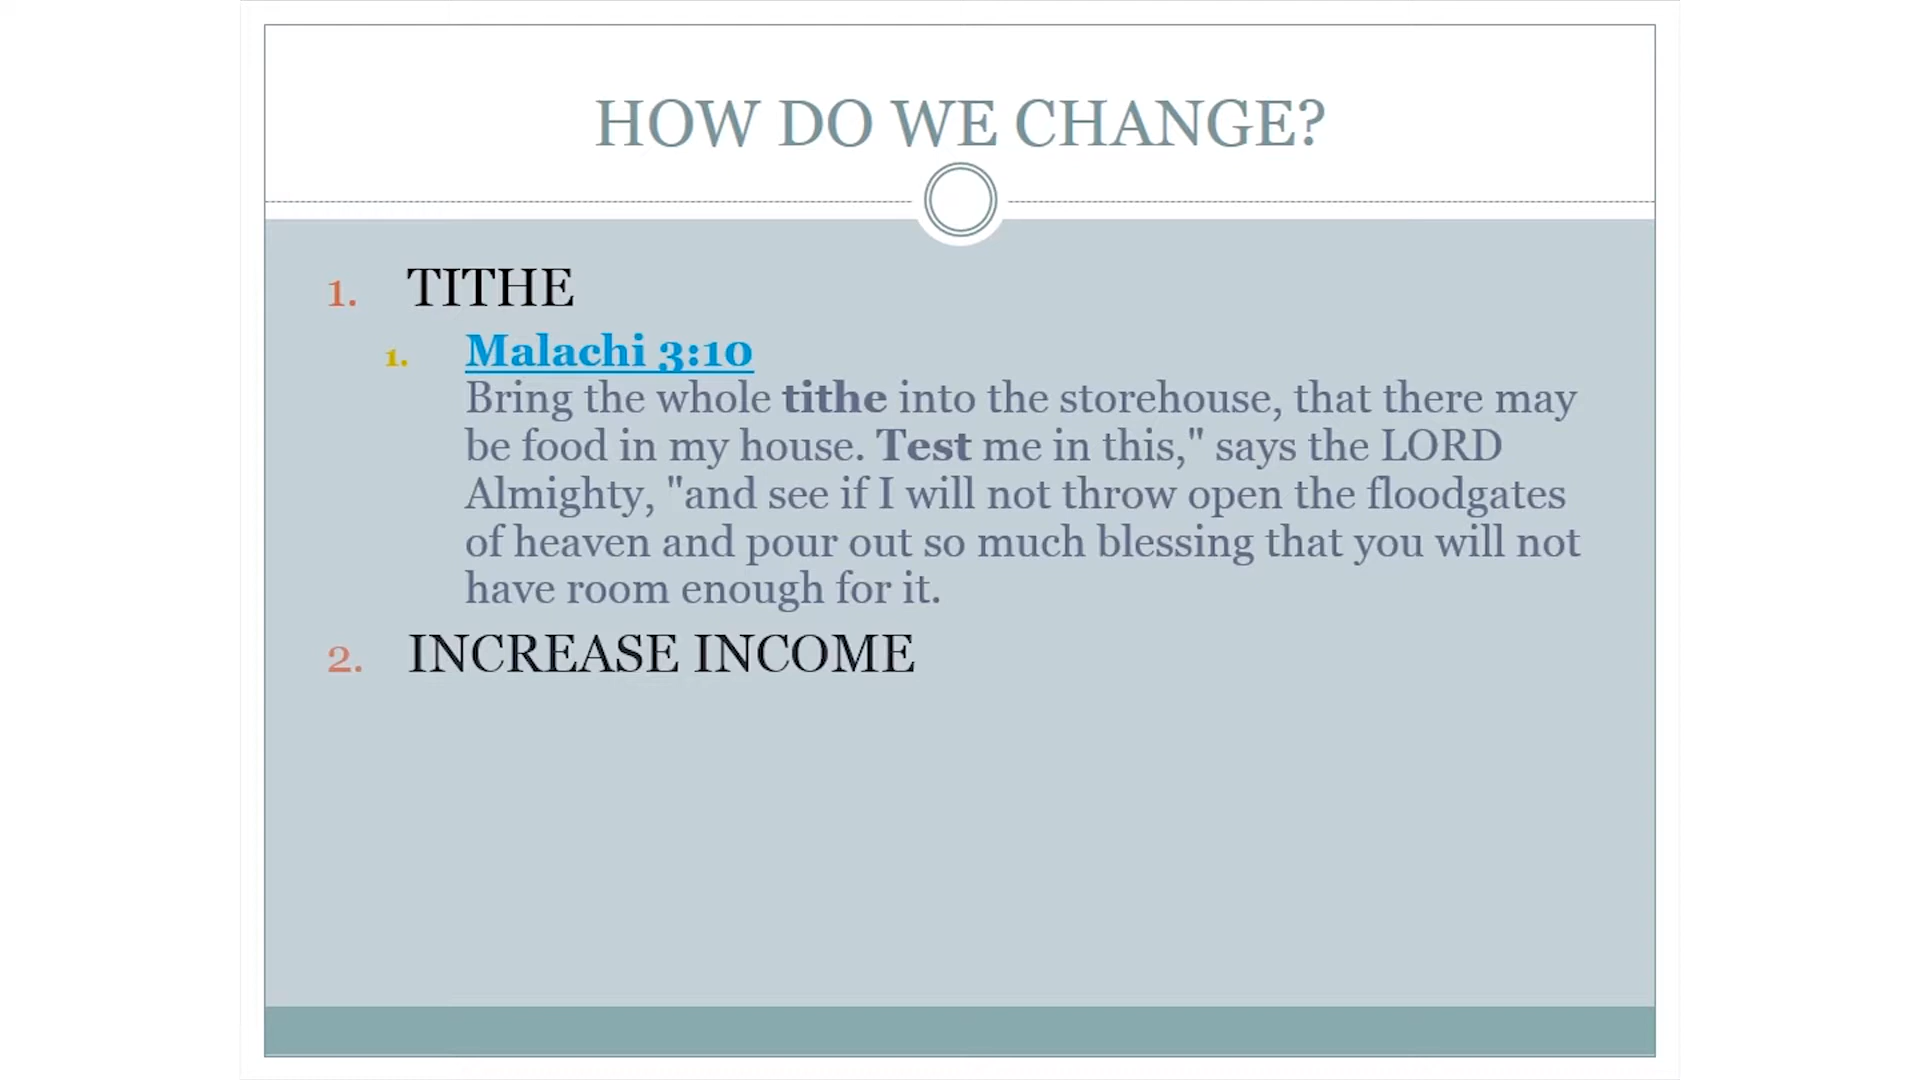 HOW DO WE CHANGE?
1. TITHE
1. Malachi 3:10
Bring the whole tithe into the storehouse, that there may
be food in my house. Test me in this," says the LORD
Almighty, "and see if I will not throw open the floodgates
of heaven and pour out so much blessing that you will not
have room enough for it.
2. INCREASE INCOME